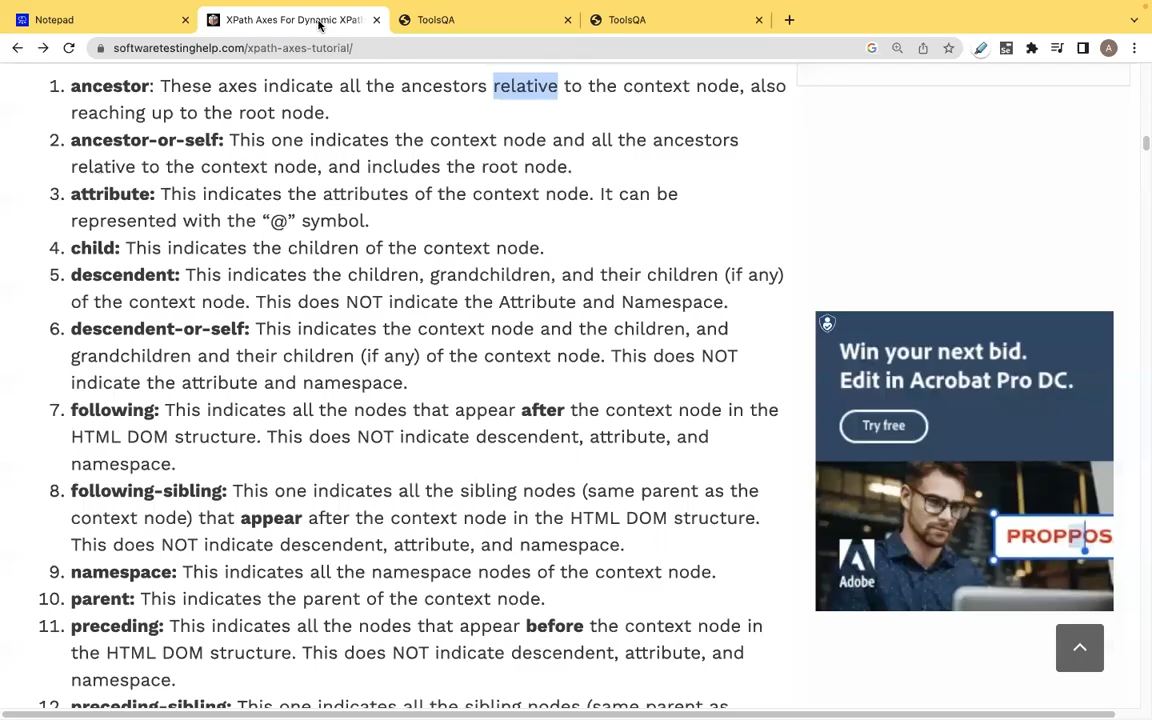 Notepad
XPath Axes For Dynamic XPath
ToolsQA
ToolsQA
softwaretestinghelp.com/xpath-axes-tutorial/
A
1. ancestor: These axes indicate all the ancestors relative to the context node, also
reaching up to the root node.
2. ancestor-or-self: This one indicates the context node and all the ancestors
relative to the context node, and includes the root node.
3. attribute: This indicates the attributes of the context node. It can be
represented with the “@” symbol.
4. child: This indicates the children of the context node.
5. descendent: This indicates the children, grandchildren, and their children (if any)
of the context node. This does NOT indicate the Attribute and Namespace.
6. descendent-or-self: This indicates the context node and the children, and
grandchildren and their children (if any) of the context node. This does NOT
indicate the attribute and namespace.
7. following: This indicates all the nodes that appear after the context node in the
HTML DOM structure. This does NOT indicate descendent, attribute, and
namespace.
8. following-sibling: This one indicates all the sibling nodes (same parent as the
context node) that appear after the context node in the HTML DOM structure.
This does NOT indicate descendent, attribute, and namespace.
9. namespace: This indicates all the namespace nodes of the context node.
10. parent: This indicates the parent of the context node.
11. preceding: This indicates all the nodes that appear before the context node in
the HTML DOM structure. This does NOT indicate descendent, attribute, and
namespace.
12. preceding-sibling: This one indicates all the sibling nodes (same parent as
Win your next bid.
Edit in Acrobat Pro DC.
Try free
PROPPOS
Adobe